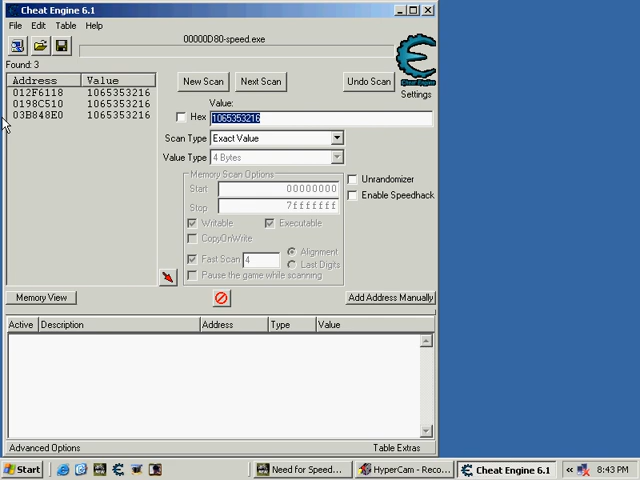 Cheat Engine 6.1
File Edit Table Help
00000D80-speed.exe
Found: 3
Address Value
012F6118 1065353216
0198C510 1065353216
03B848E0 1065353216
New Scan Next Scan Undo Scan
Settings
Value:
Hex 1065353216
Scan Type Exact Value
Value Type 4 Bytes
Memory Scan Options
Start 00000000
Stop 7fffffff
Writable Executable
CopyOnWrite
Fast Scan 4 Alignment
Last Digits
Pause the game while scanning
Unrandomizer
Enable Speedhack
Memory View Add Address Manually
Active Description Address Type Value
Advanced Options Table Extras
Start Need for Speed... HyperCam - Reco... Cheat Engine 6.1 « 8:43 PM